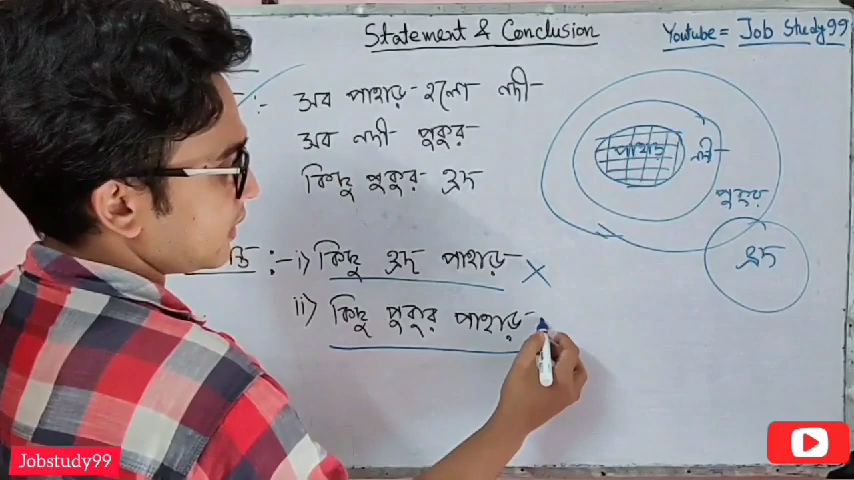 Statement & Conclusion
Youtube = Job Study99
:- সব পাহাড় হলো নদী
সব নদী পুকুর
কিছু পুকুর হ্রদ
:- i) কিছু হ্রদ পাহাড় ×
ii) কিছু পুকুর পাহাড়
পাহাড়
নদী
পুকুর
হ্রদ
Jobstudy99